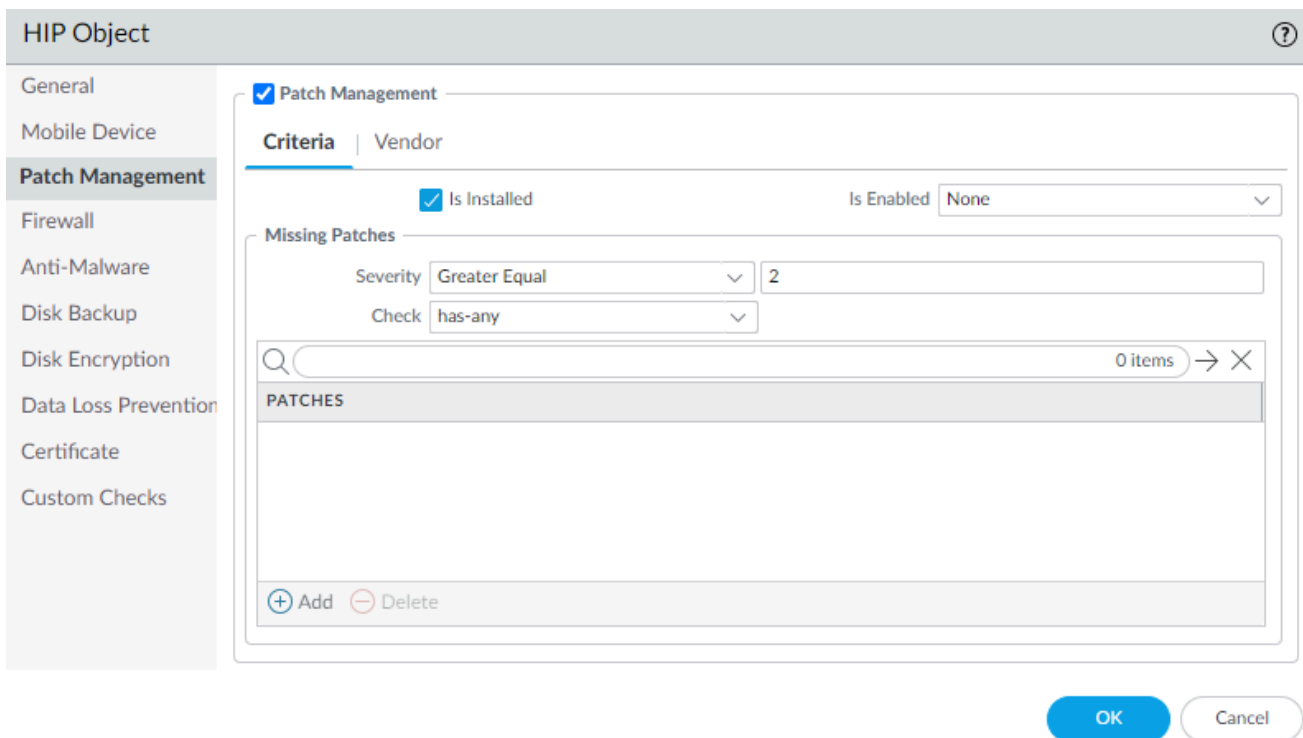 HIP Object
General
Mobile Device
Patch Management
Firewall
Anti-Malware
Disk Backup
Disk Encryption
Data Loss Prevention
Certificate
Custom Checks
Patch Management
Criteria | Vendor
Is Installed Is Enabled None
Missing Patches
Severity Greater Equal 2
Check has-any
0 items
PATCHES
Add Delete
OK Cancel